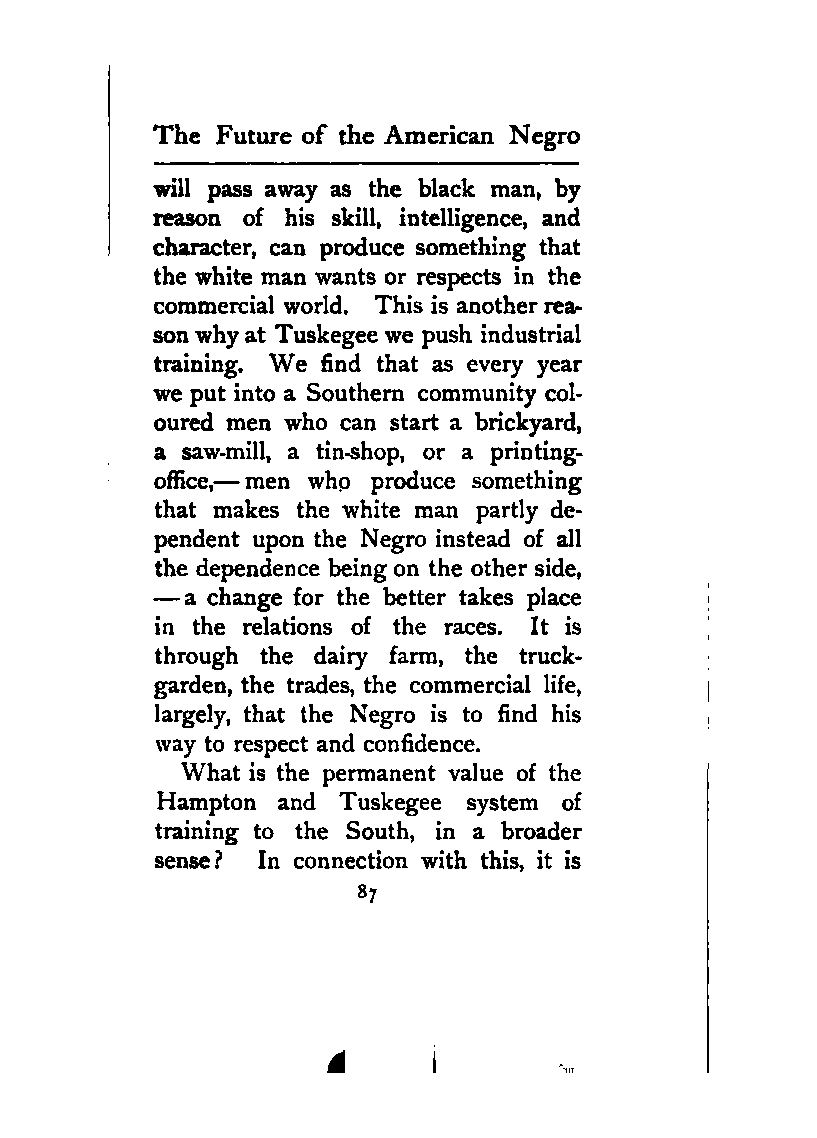 The Future of the American Negro
will pass away as the black man, by
reason of his skill, intelligence, and
character, can produce something that
the white man wants or respects in the
commercial world. This is another rea-
son why at Tuskegee we push industrial
training. We find that as every year
we put into a Southern community col-
oured men who can start a brickyard,
a saw-mill, a tin-shop, or a printing-
office,— men who produce something
that makes the white man partly de-
pendent upon the Negro instead of all
the dependence being on the other side,
— a change for the better takes place
in the relations of the races. It is
through the dairy farm, the truck-
garden, the trades, the commercial life,
largely, that the Negro is to find his
way to respect and confidence.
What is the permanent value of the
Hampton and Tuskegee system of
training to the South, in a broader
sense? In connection with this, it is
87